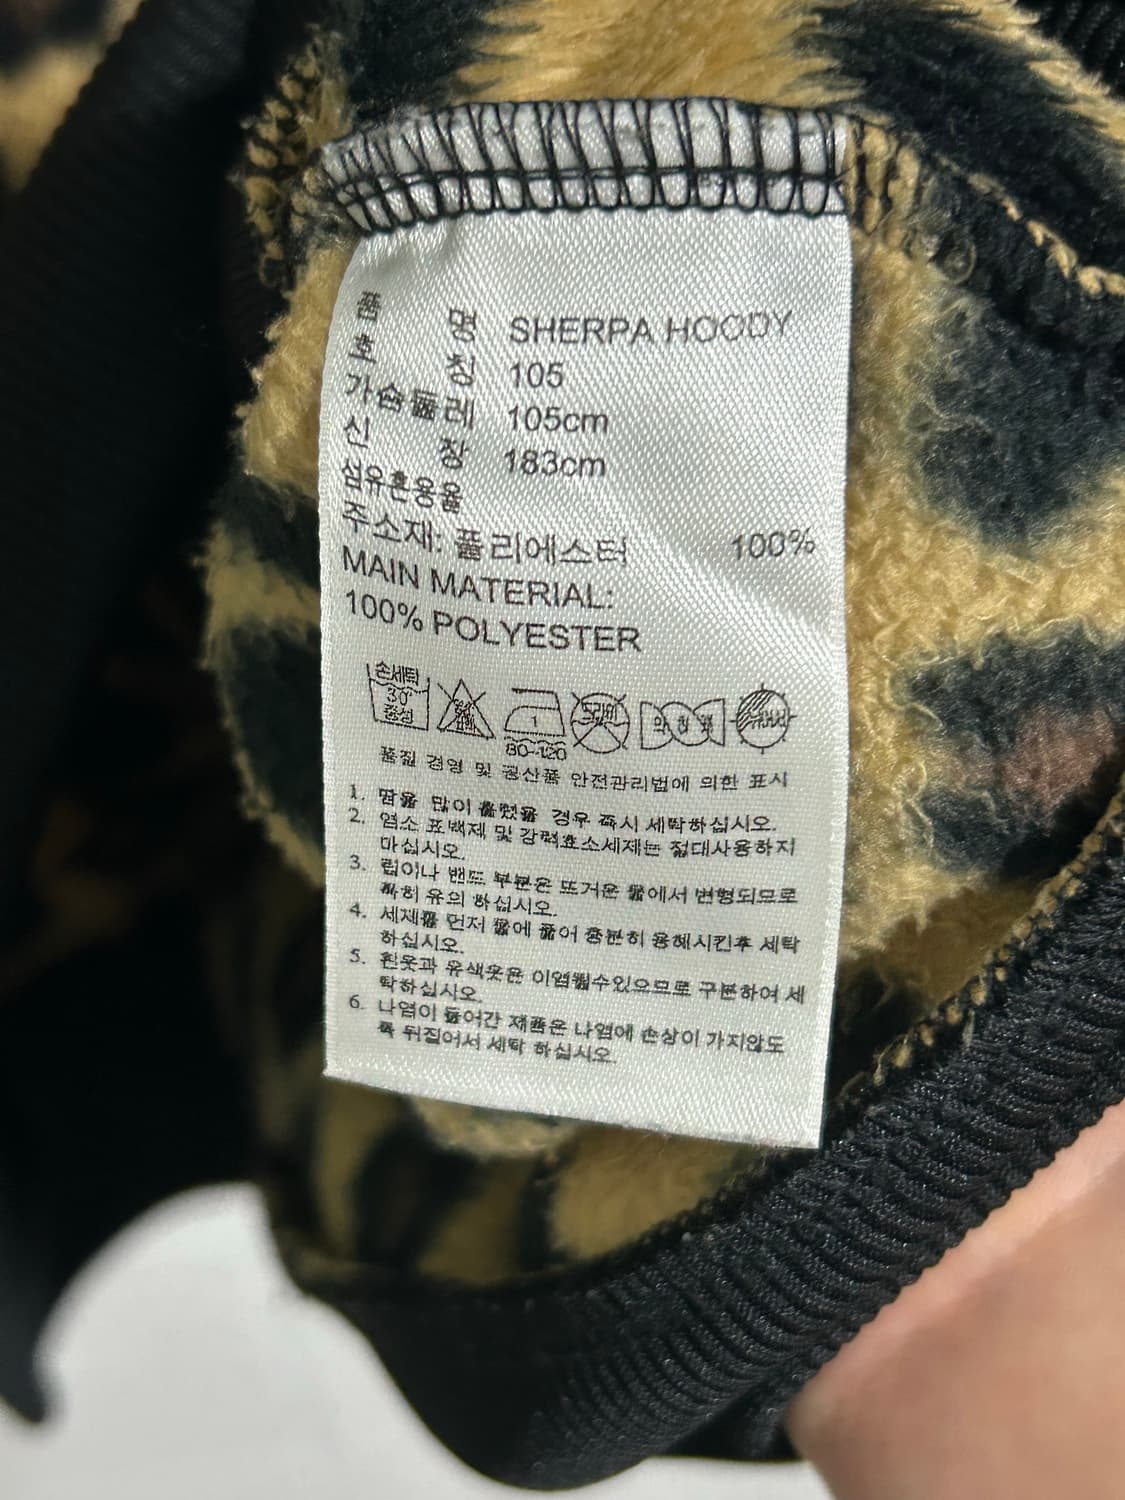 품 명 SHERPA HOODY
호 칭 105
가슴둘레 105cm
신 장 183cm
섬유혼용율
주소재: 폴리에스터 100%
MAIN MATERIAL:
100% POLYESTER
손세탁
30°
중성
1
80~120
품질 경영 및 공산품 안전관리법에 의한 표시
1. 땀을 많이 흘렸을 경우 즉시 세탁하십시오.
2. 염소 표백제 및 강력효소세제는 절대사용하지
마십시오.
3. 립이나 밴드 부분은 뜨거운 물에서 변형되므로
특히 유의 하십시오.
4. 세제를 먼저 물에 풀어 충분히 용해시킨후 세탁
하십시오.
5. 흰옷과 유색옷은 이염될수있으므로 구분하여 세
탁하십시오.
6. 나염이 들어간 제품은 나염에 손상이 가지않도
록 뒤집어서 세탁 하십시오.